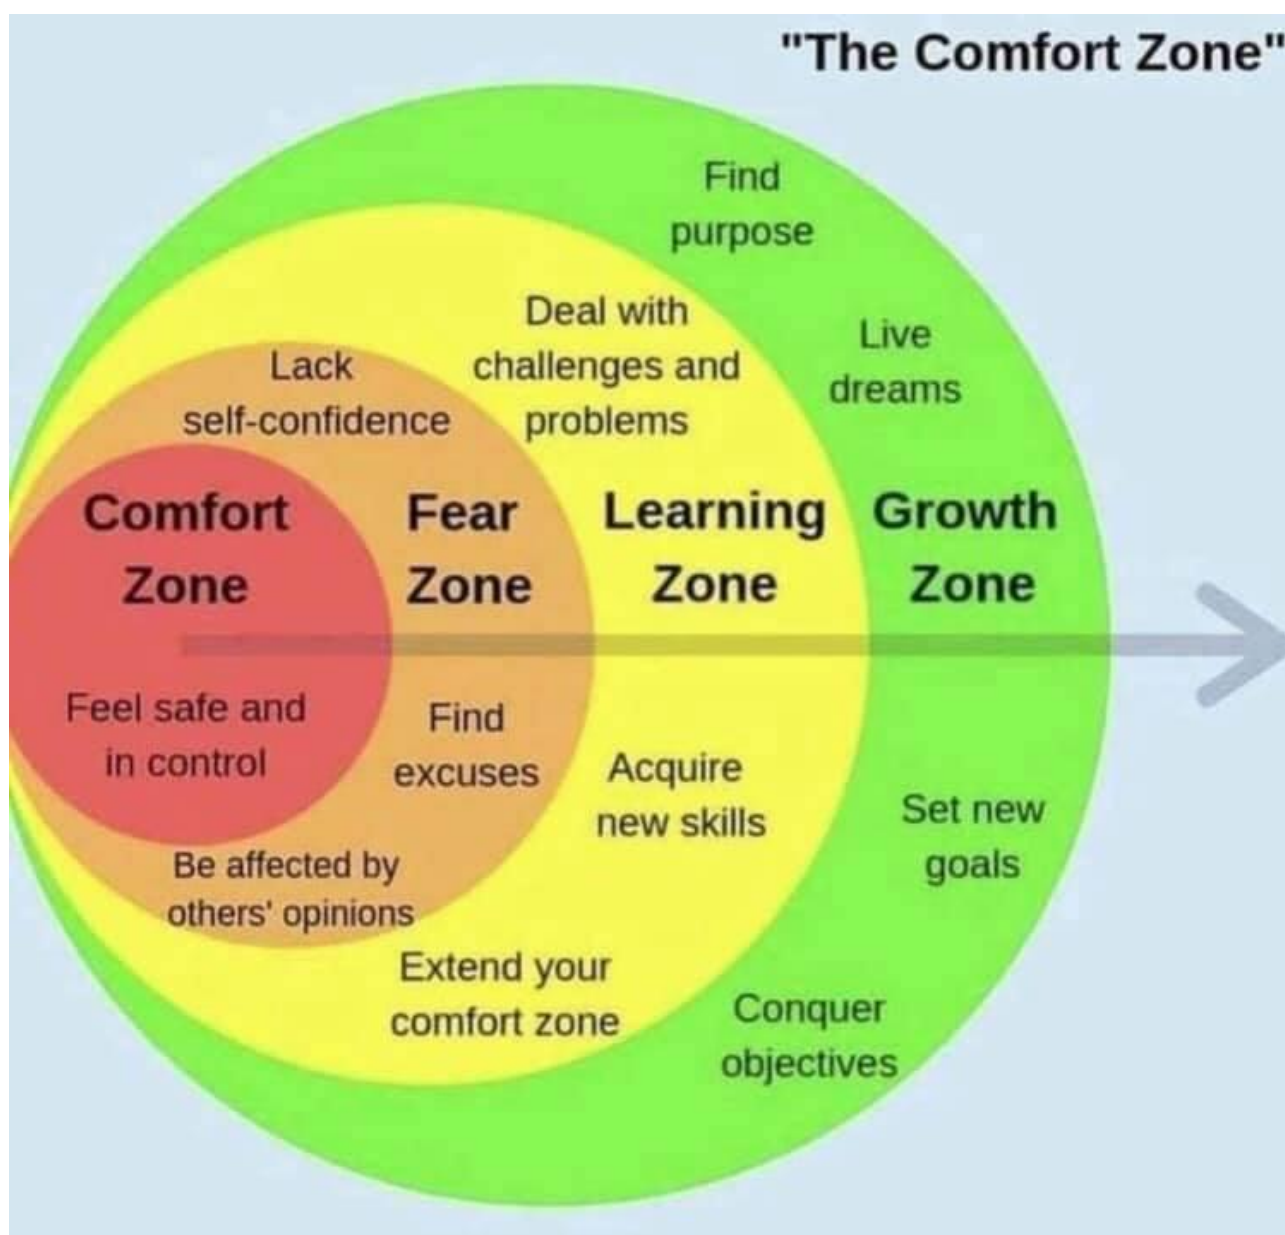 "The Comfort Zone"
Find
purpose
Live
dreams
Deal with
challenges and
problems
Lack
self-confidence
Comfort
Zone
Fear
Zone
Learning
Zone
Growth
Zone
Feel safe and
in control
Find
excuses
Be affected by
others' opinions
Acquire
new skills
Extend your
comfort zone
Set new
goals
Conquer
objectives